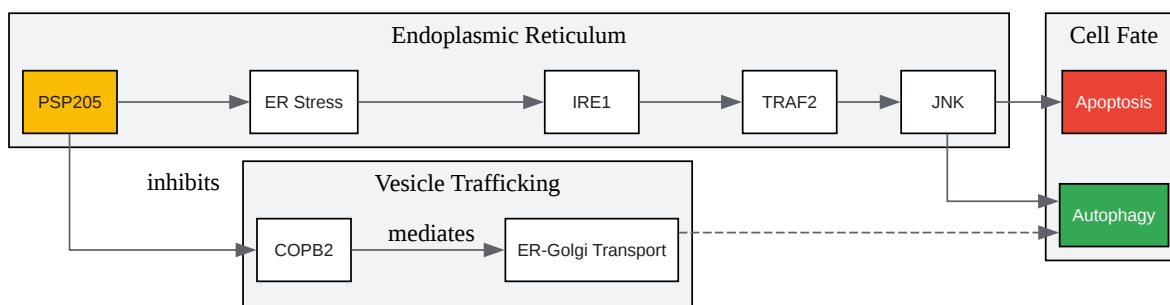 Endoplasmic Reticulum
Cell Fate
PSP205
ER Stress
IRE1
TRAF2
JNK
Apoptosis
inhibits
Vesicle Trafficking
COPB2
mediates
ER-Golgi Transport
Autophagy